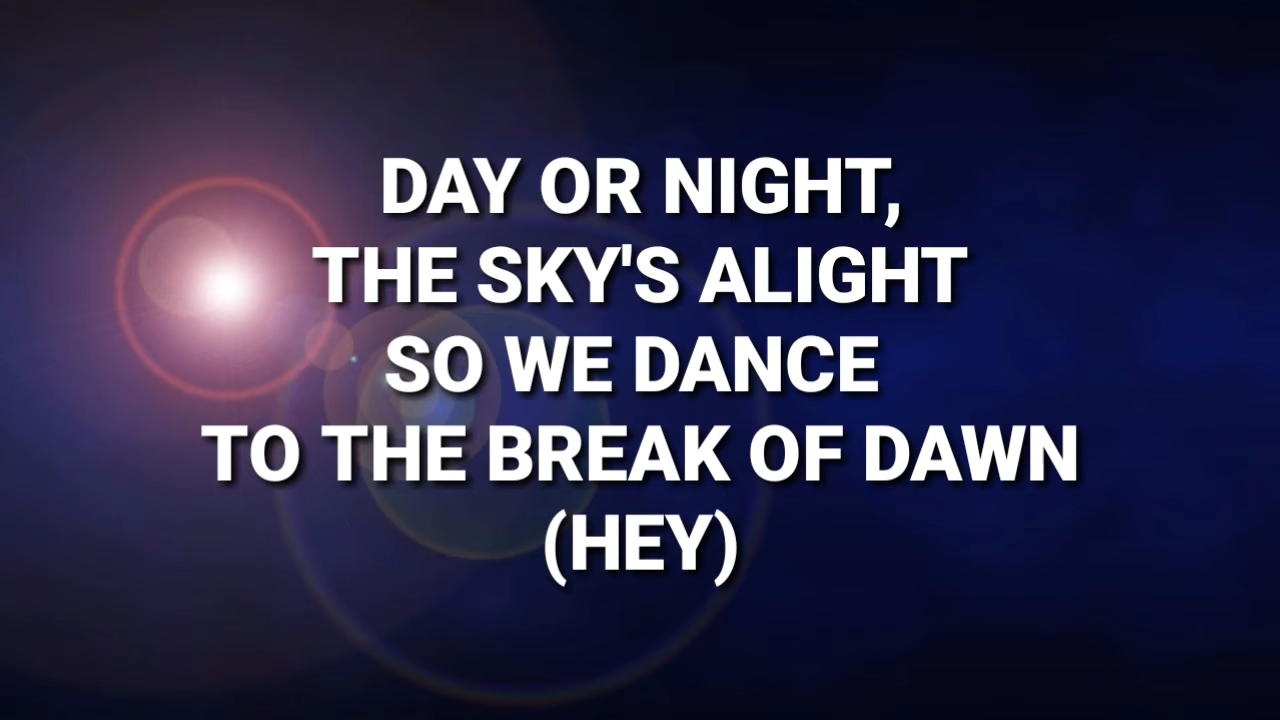 DAY OR NIGHT,
THE SKY'S ALIGHT
SO WE DANCE
TO THE BREAK OF DAWN
(HEY)